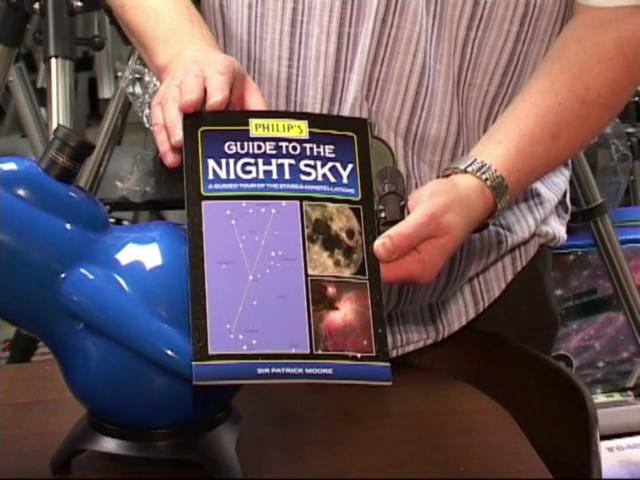 PHILIP'S
GUIDE TO THE
NIGHT SKY
A GUIDED TOUR OF THE STARS & CONSTELLATIONS
SIR PATRICK MOORE